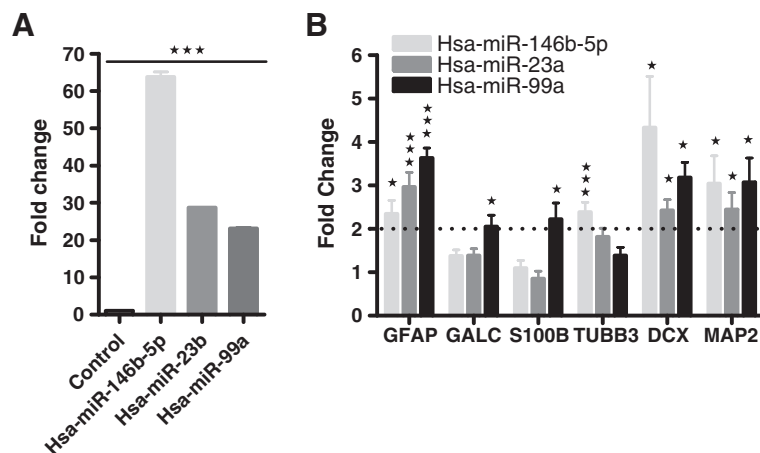 A
★★★
Fold change
70
60
50
40
30
20
10
0
Control
Hsa-miR-146b-5p
Hsa-miR-23b
Hsa-miR-99a
B
Hsa-miR-146b-5p
Hsa-miR-23a
Hsa-miR-99a
Fold Change
6
5
4
3
2
1
0
GFAP GALC S100B TUBB3 DCX MAP2